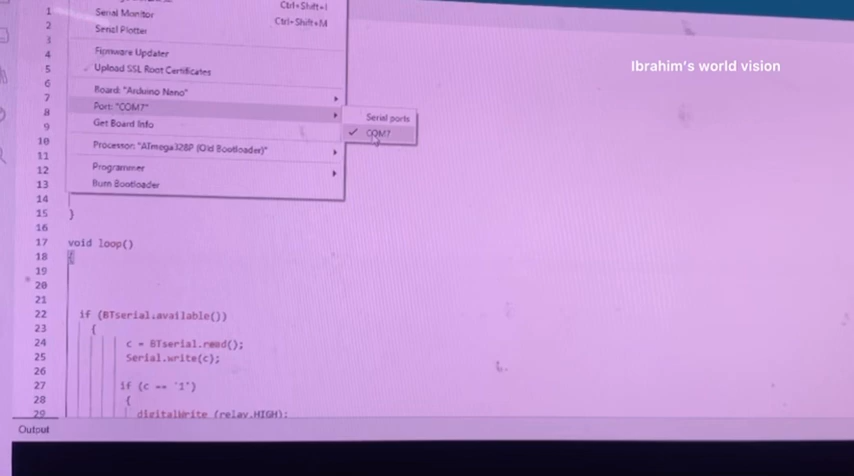 Ctrl+Shift+I
Serial Monitor
Ctrl+Shift+M
Serial Plotter
Firmware Updater
Upload SSL Root Certificates
Board: "Arduino Nano"
Port: "COM7"
Serial ports
✓ COM7
Get Board Info
Processor: "ATmega328P (Old Bootloader)"
Programmer
Burn Bootloader
Ibrahim's world vision
1
2
3
4
5
6
7
8
9
10
11
12
13
14
15 }
16
17 void loop()
18 {
19
20
21
22 if (BTserial.available())
23 {
24 c = BTserial.read();
25 Serial.write(c);
26
27 if (c == '1')
28 {
29 digitalWrite (relay,HIGH);
Output